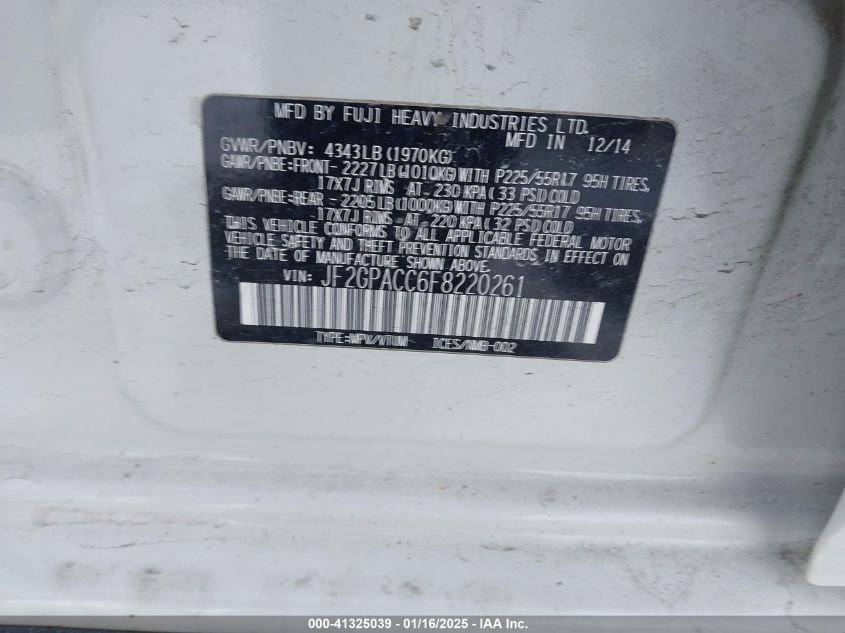 MFD BY FUJI HEAVY INDUSTRIES LTD.
MFD IN 12/14
GVWR/PNBV: 4343LB(1970KG)
GAWR/PNBE:FRONT-2227LB(1010KG)WITH P225/55R17 95H TIRES,
17X7J RIMS AT 230 KPA(33 PSI)COLD
GAWR/PNBE:REAR -2205LB(1000KG)WITH P225/55R17 95H TIRES,
17X7J RIMS AT 220 KPA(32 PSI)COLD
THIS VEHICLE CONFORMS TO ALL APPLICABLE FEDERAL MOTOR
VEHICLE SAFETY AND THEFT PREVENTION STANDARDS IN EFFECT ON
THE DATE OF MANUFACTURE SHOWN ABOVE.
VIN: JF2GPACC6F8220261
TYPE:MPV/VTUM ICES/NMB-002
000-41325039 - 01/16/2025 - IAA Inc.